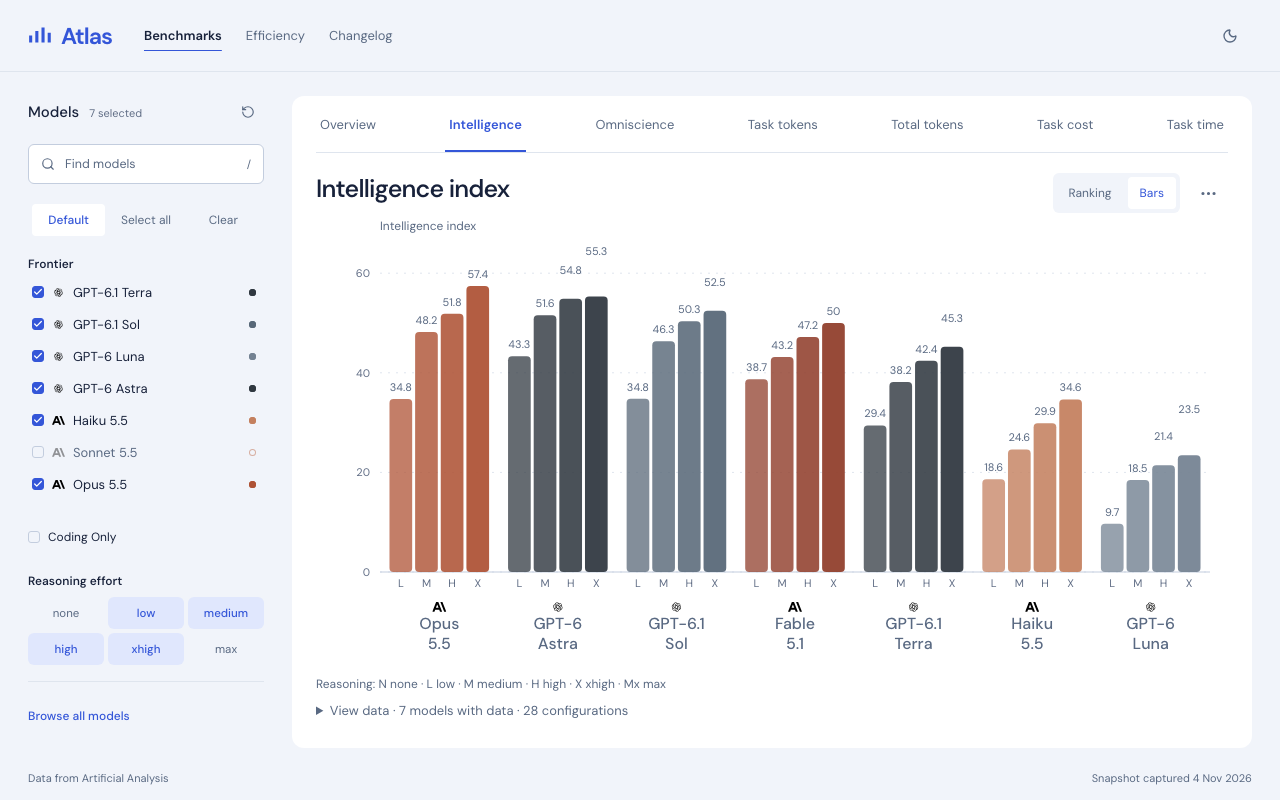 Atlas
Benchmarks
Efficiency
Changelog
Models 7 selected
Find models /
Default Select all Clear
Frontier
GPT-6.1 Terra
GPT-6.1 Sol
GPT-6 Luna
GPT-6 Astra
Haiku 5.5
Sonnet 5.5
Opus 5.5
Coding Only
Reasoning effort
none low medium
high xhigh max
Browse all models
Overview Intelligence Omniscience Task tokens Total tokens Task cost Task time
Intelligence index
Ranking Bars
Intelligence index
60
40
20
0
34.8 48.2 51.8 57.4
43.3 51.6 54.8 55.3
34.8 46.3 50.3 52.5
38.7 43.2 47.2 50
29.4 38.2 42.4 45.3
18.6 24.6 29.9 34.6
9.7 18.5 21.4 23.5
L M H X L M H X L M H X L M H X L M H X L M H X L M H X
Opus 5.5
GPT-6 Astra
GPT-6.1 Sol
Fable 5.1
GPT-6.1 Terra
Haiku 5.5
GPT-6 Luna
Reasoning: N none · L low · M medium · H high · X xhigh · Mx max
View data · 7 models with data · 28 configurations
Data from Artificial Analysis
Snapshot captured 4 Nov 2026